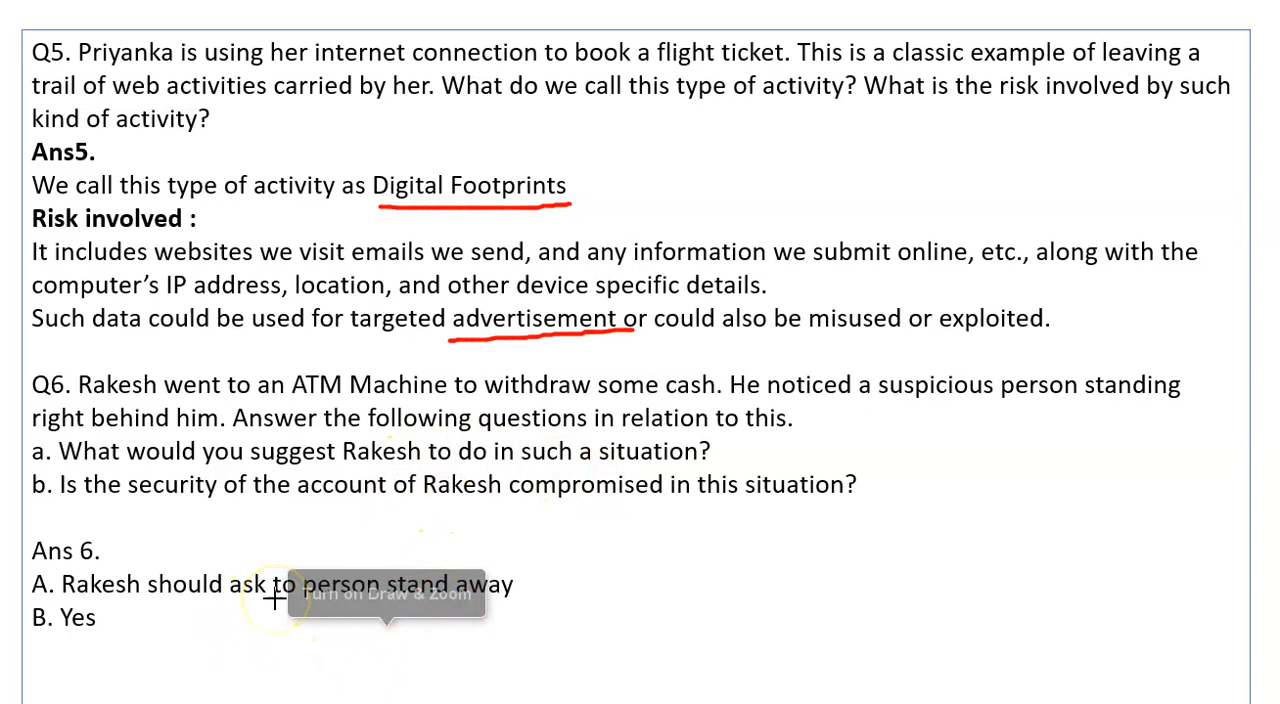 Q5. Priyanka is using her internet connection to book a flight ticket. This is a classic example of leaving a
trail of web activities carried by her. What do we call this type of activity? What is the risk involved by such
kind of activity?
Ans5.
We call this type of activity as Digital Footprints
Risk involved :
It includes websites we visit emails we send, and any information we submit online, etc., along with the
computer’s IP address, location, and other device specific details.
Such data could be used for targeted advertisement or could also be misused or exploited.
Q6. Rakesh went to an ATM Machine to withdraw some cash. He noticed a suspicious person standing
right behind him. Answer the following questions in relation to this.
a. What would you suggest Rakesh to do in such a situation?
b. Is the security of the account of Rakesh compromised in this situation?
Ans 6.
A. Rakesh should ask to person stand away
Turn on Draw & Zoom
B. Yes